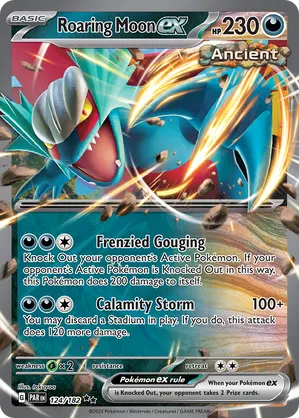 BASIC
Roaring Moon ex HP 230
Ancient
Frenzied Gouging
Knock Out your opponent's Active Pokémon. If your
opponent's Active Pokémon is Knocked Out in this way,
this Pokémon does 200 damage to itself.
Calamity Storm 100+
You may discard a Stadium in play. If you do, this
attack does 120 more damage.
weakness ×2 resistance retreat
Illus.
G PAR EN 124/182
Pokémon ex rule
When your Pokémon ex is Knocked Out, your opponent takes 2 Prize cards.
©2023 Pokémon / Nintendo / Creatures / GAME FREAK